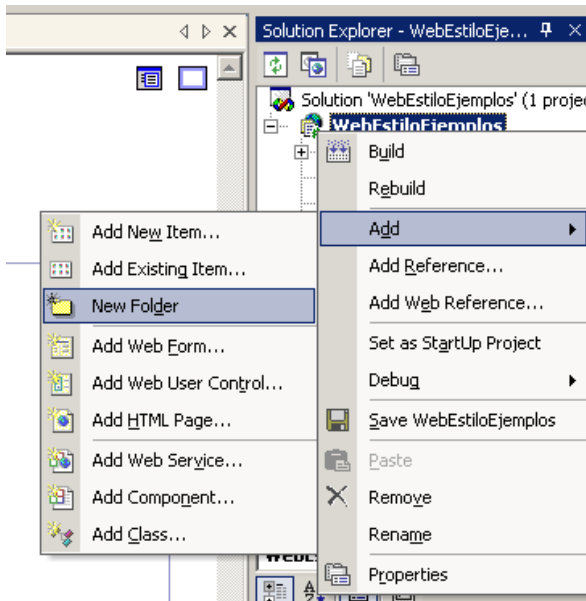 Solution Explorer - WebEstiloEje...
Solution 'WebEstiloEjemplos' (1 projec
WebEstiloEjemplos
Build
Rebuild
Add
Add Reference...
Add Web Reference...
Set as StartUp Project
Debug
Save WebEstiloEjemplos
Paste
Remove
Rename
Properties
Add New Item...
Add Existing Item...
New Folder
Add Web Form...
Add Web User Control...
Add HTML Page...
Add Web Service...
Add Component...
Add Class...